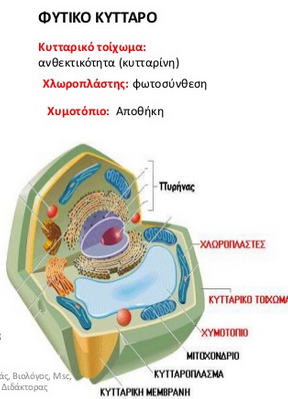 ΦΥΤΙΚΟ ΚΥΤΤΑΡΟ
Κυτταρικό τοίχωμα:
ανθεκτικότητα (κυτταρίνη)
Χλωροπλάστης: φωτοσύνθεση
Χυμοτόπιο: Αποθήκη
Πυρήνας
ΧΛΩΡΟΠΛΑΣΤΕΣ
ΚΥΤΤΑΡΙΚΟ ΤΟΙΧΩΜΑ
ΧΥΜΟΤΟΠΙΟ
ΜΙΤΟΧΟΝΔΡΙΟ
ΚΥΤΤΑΡΟΠΛΑΣΜΑ
ΚΥΤΤΑΡΙΚΗ ΜΕΜΒΡΑΝΗ
άς, Βιολόγος, Msc,
Διδάκτορας